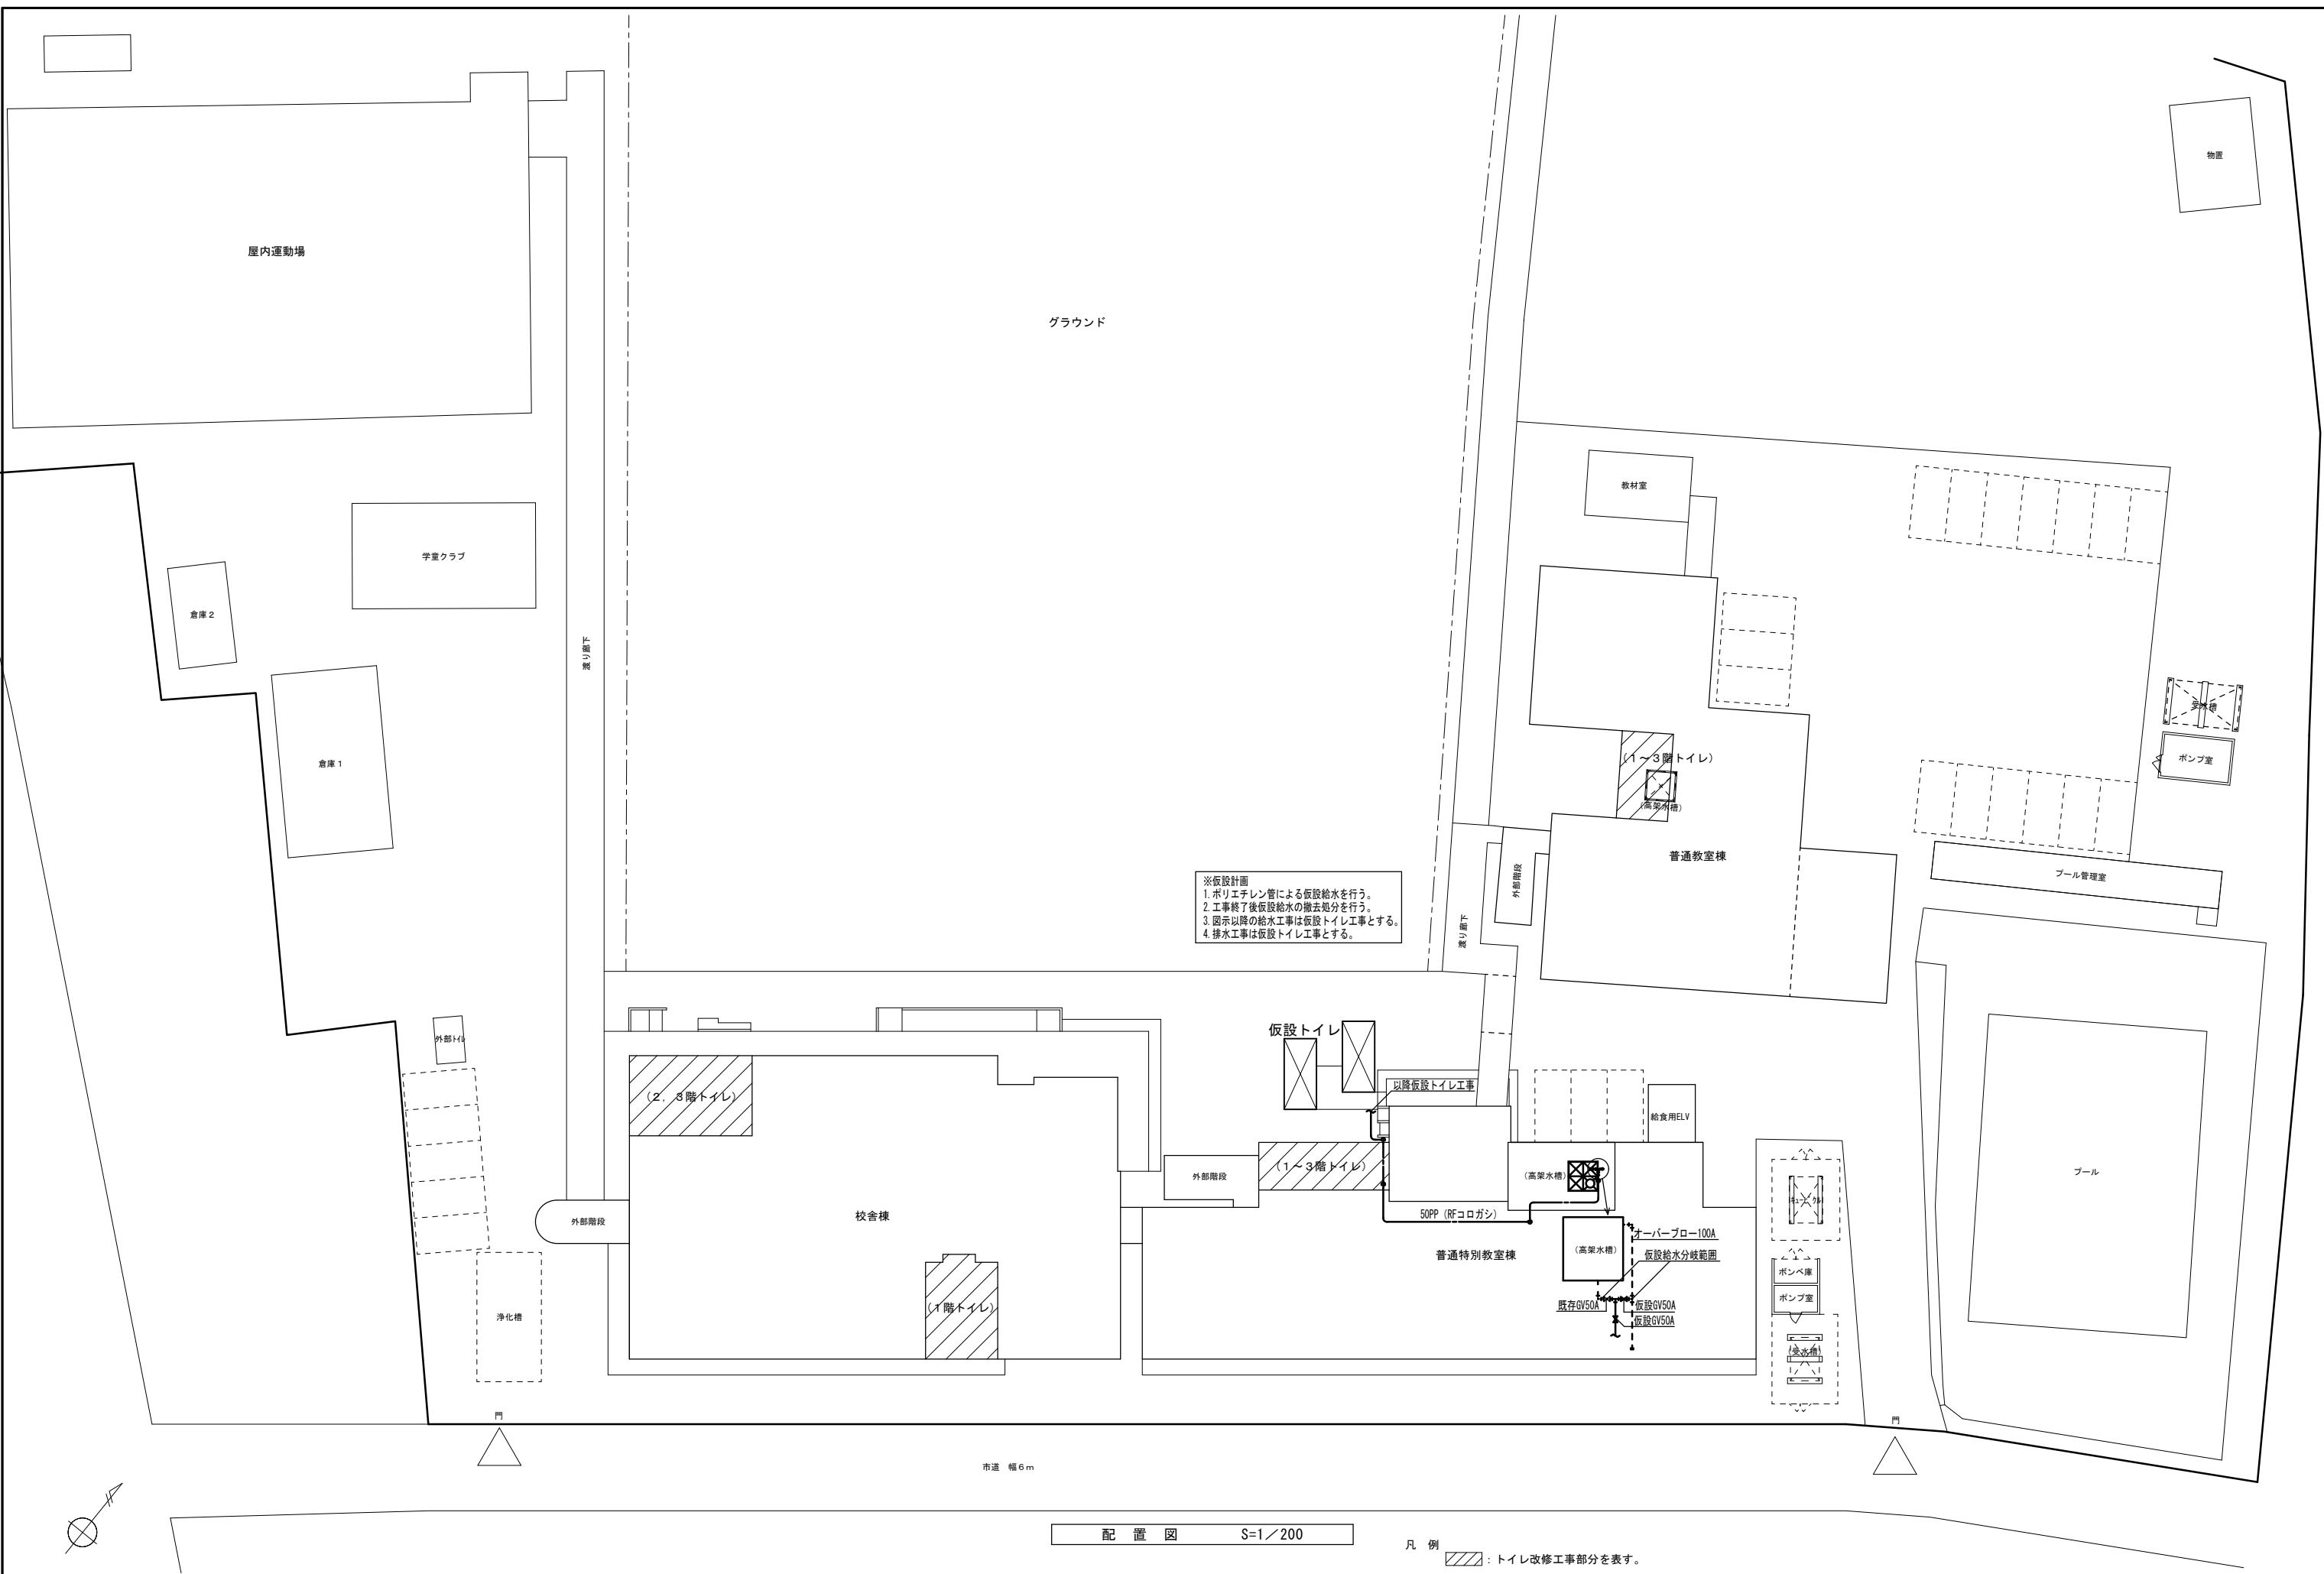 物置
屋内運動場
グラウンド
教材室
学童クラブ
倉庫2
渡り廊下
受水槽
倉庫1
ポンプ室
(1~3階トイレ)
(高架水槽)
普通教室棟
プール管理室
外部階段
渡り廊下
※仮設計画
1.ポリエチレン管による仮設給水を行う。
2.工事終了後仮設給水の撤去処分を行う。
3.図示以降の給水工事は仮設トイレ工事とする。
4.排水工事は仮設トイレ工事とする。
仮設トイレ
外部トイレ
以降仮設トイレ工事
(2.3階トイレ)
給食用ELV
(1~3階トイレ)
外部階段
(高架水槽)
プール
キュービクル
外部階段
校舎棟
50PP (RFコロガシ)
オーバーブロー100A
普通特別教室棟
(高架水槽)
仮設給水分岐範囲
ボンベ庫
ポンプ室
既存GV50A
仮設GV50A
仮設GV50A
(1階トイレ)
浄化槽
(受水槽)
門
門
市道 幅6m
配 置 図 S=1/200
凡 例
:トイレ改修工事部分を表す。